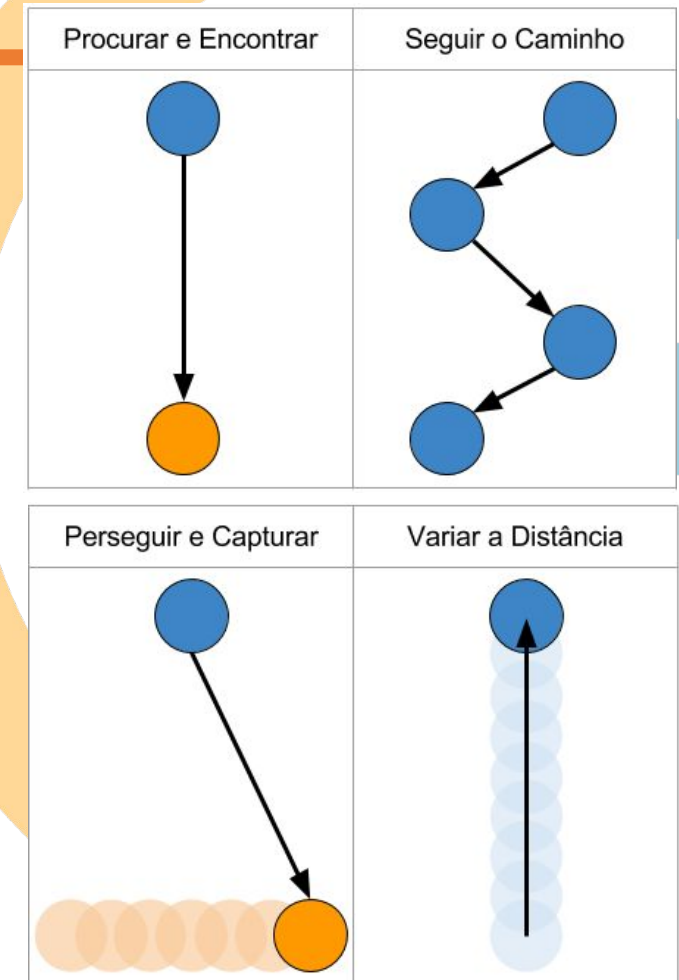 Procurar e Encontrar
Seguir o Caminho
Perseguir e Capturar
Variar a Distância